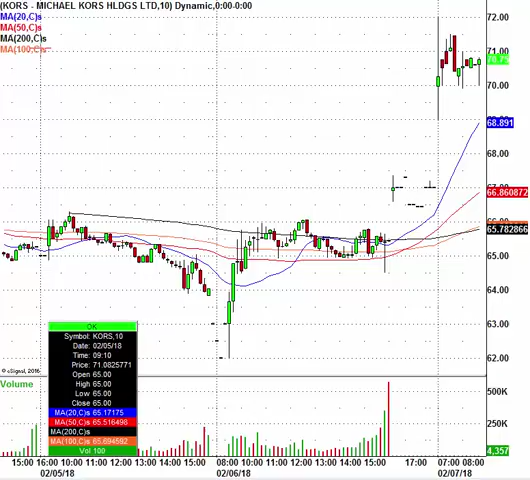 (KORS - MICHAEL KORS HLDGS LTD,10) Dynamic,0:00-0:00
MA(20,C)s
MA(50,C)s
MA(200,C)s
MA(100,C)s
72.00
71.00
70.00
68.891
68.00
67.00
66.860872
65.782866
65.00
64.00
63.00
62.00
© eSignal, 2016
OK
Symbol: KORS,10
Date: 02/05/18
Time: 09:10
Price: 71.0825771
Open 65.00
High 65.00
Low 65.00
Close 65.00
MA(20,C)s 65.17175
MA(50,C)s 65.516498
MA(200,C)s
MA(100,C)s 65.694592
Vol 100
Volume
500K
250K
4,357
15:00 16:00 10:00 11:00 12:00 13:00 14:00 15:00 08:00 10:00 11:00 12:00 13:00 14:00 15:00 17:00 07:00 08:00
02/05/18 02/06/18 02/07/18